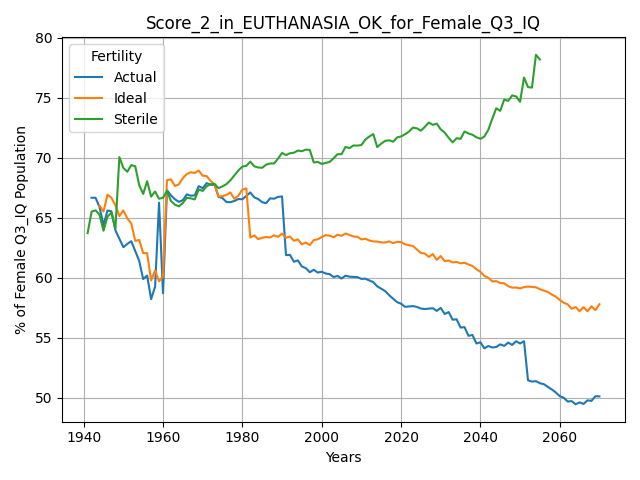 Score_2_in_EUTHANASIA_OK_for_Female_Q3_IQ
Fertility
Actual
Ideal
Sterile
% of Female Q3_IQ Population
80
75
70
65
60
55
50
1940
1960
1980
2000
2020
2040
2060
Years